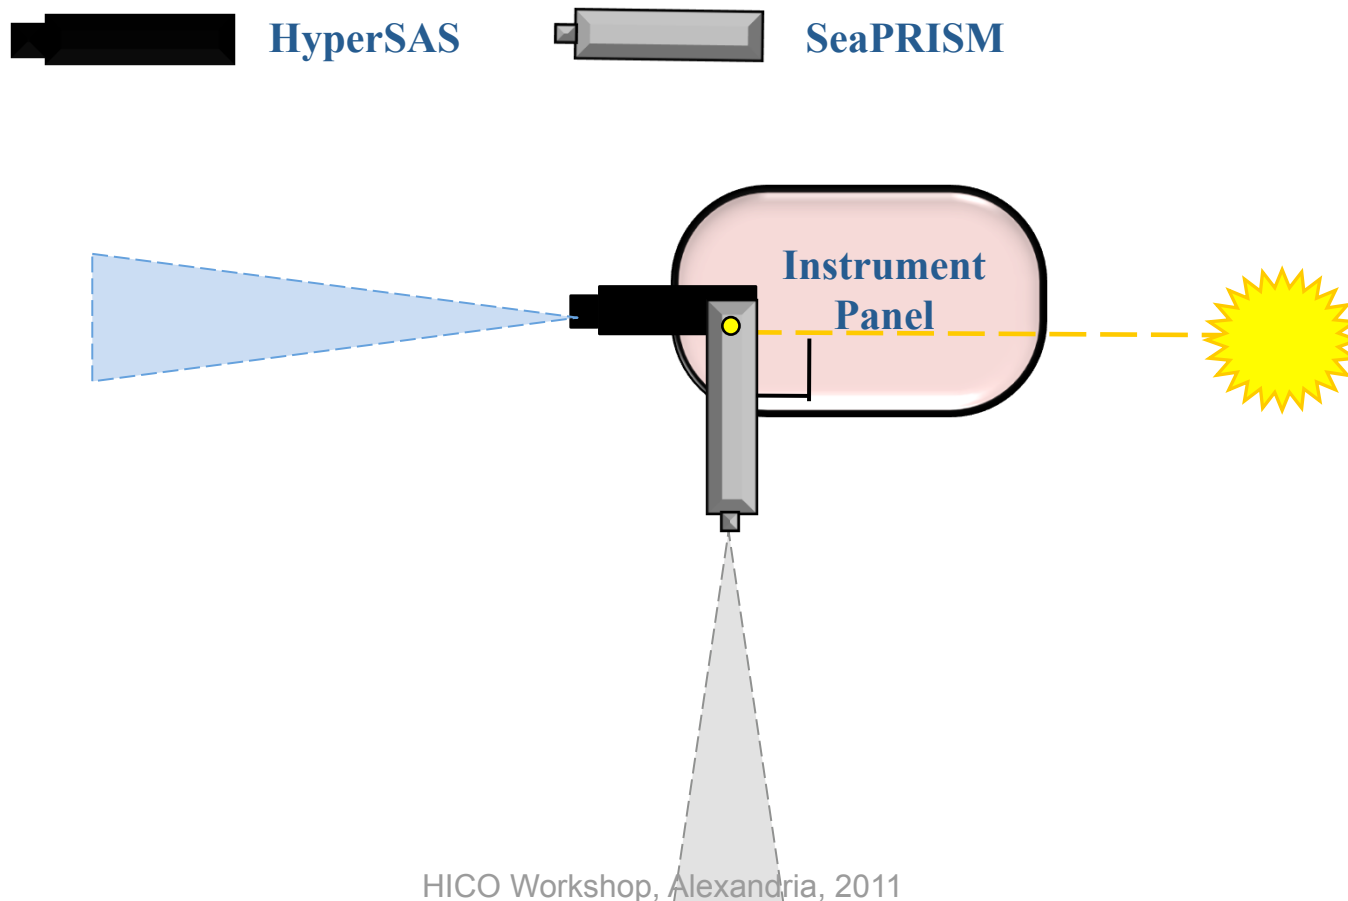 HyperSAS
SeaPRISM
Instrument
Panel
HICO Workshop, Alexandria, 2011